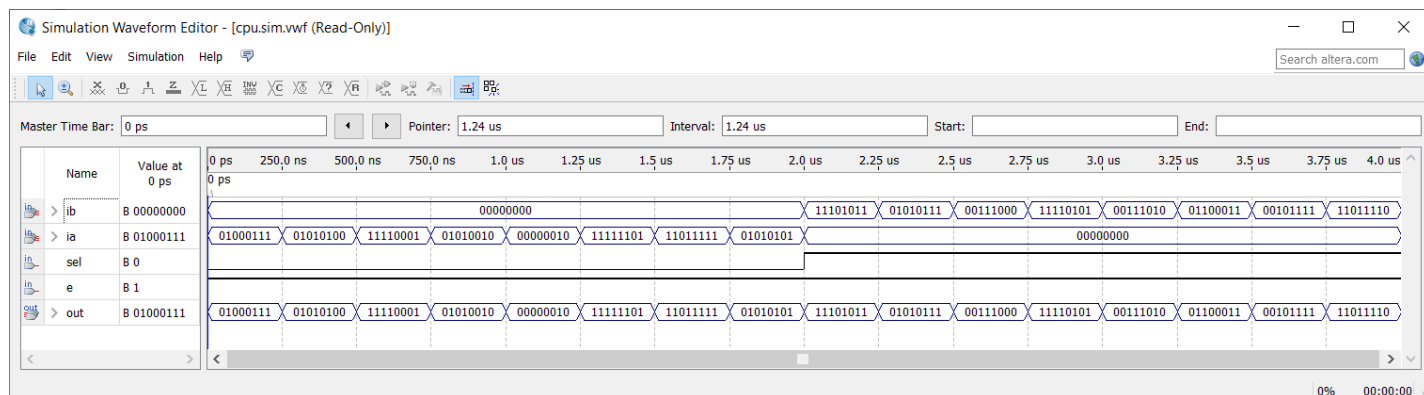 Simulation Waveform Editor - [cpu.sim.vwf (Read-Only)]
File Edit View Simulation Help
Search altera.com
Master Time Bar: 0 ps Pointer: 1.24 us Interval: 1.24 us Start: End:
Name Value at 0 ps
0 ps 250.0 ns 500.0 ns 750.0 ns 1.0 us 1.25 us 1.5 us 1.75 us 2.0 us 2.25 us 2.5 us 2.75 us 3.0 us 3.25 us 3.5 us 3.75 us 4.0 us
0 ps
ib B 00000000 00000000 11101011 01010111 00111000 11110101 00111010 01100011 00101111 11011110
ia B 01000111 01000111 01010100 11110001 01010010 00000010 11111101 11011111 01010101 00000000
sel B 0
e B 1
out B 01000111 01000111 01010100 11110001 01010010 00000010 11111101 11011111 01010101 11101011 01010111 00111000 11110101 00111010 01100011 00101111 11011110
0% 00:00:00